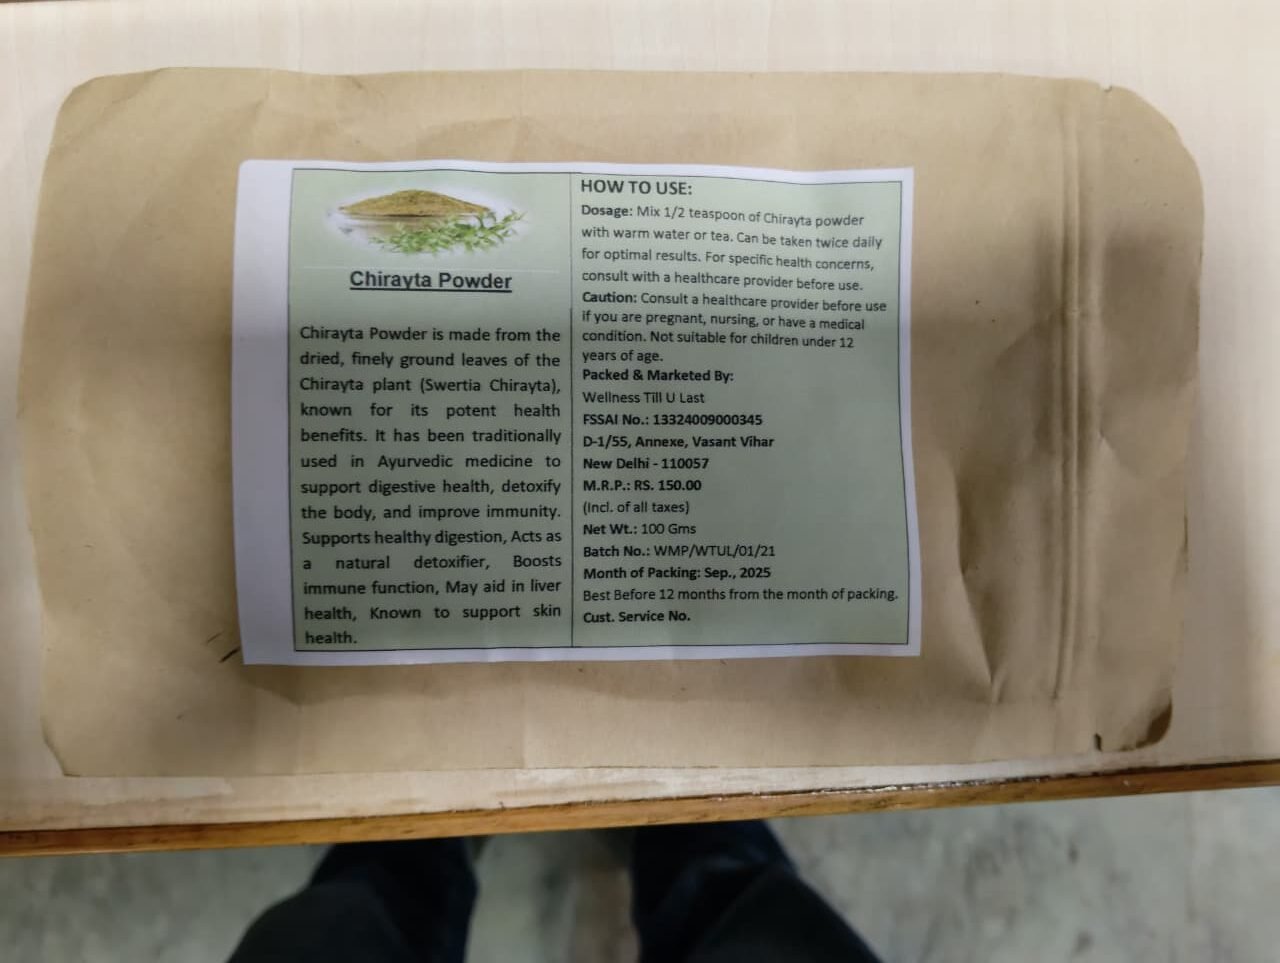 Chirayta Powder
Chirayta Powder is made from the
dried, finely ground leaves of the
Chirayta plant (Swertia Chirayta),
known for its potent health
benefits. It has been traditionally
used in Ayurvedic medicine to
support digestive health, detoxify
the body, and improve immunity.
Supports healthy digestion, Acts as
a natural detoxifier, Boosts
immune function, May aid in liver
health, Known to support skin
health.
HOW TO USE:
Dosage: Mix 1/2 teaspoon of Chirayta powder
with warm water or tea. Can be taken twice daily
for optimal results. For specific health concerns,
consult with a healthcare provider before use.
Caution: Consult a healthcare provider before use
if you are pregnant, nursing, or have a medical
condition. Not suitable for children under 12
years of age.
Packed & Marketed By:
Wellness Till U Last
FSSAI No.: 13324009000345
D-1/55, Annexe, Vasant Vihar
New Delhi - 110057
M.R.P.: RS. 150.00
(Incl. of all taxes)
Net Wt.: 100 Gms
Batch No.: WMP/WTUL/01/21
Month of Packing: Sep., 2025
Best Before 12 months from the month of packing.
Cust. Service No.